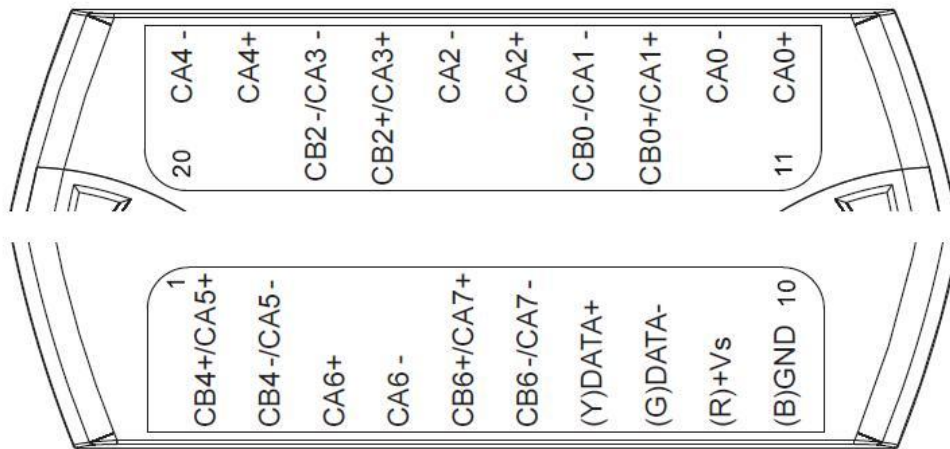 20 CA4 -
CA4+
CB2 -/CA3 -
CB2+/CA3+
CA2 -
CA2+
CB0 -/CA1 -
CB0+/CA1+
CA0 -
11 CA0+
1
CB4+/CA5+
CB4 -/CA5 -
CA6+
CA6 -
CB6+/CA7+
CB6 -/CA7 -
(Y)DATA+
(G)DATA-
(R)+Vs
(B)GND 10